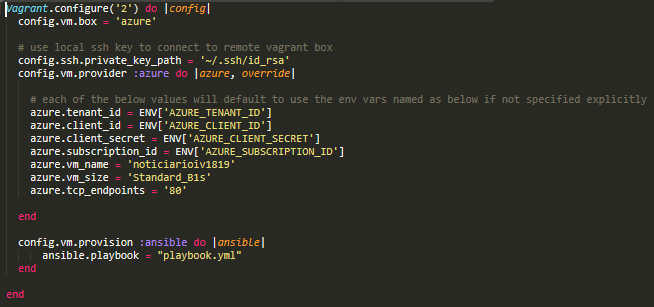 Vagrant.configure('2') do |config|
config.vm.box = 'azure'
# use local ssh key to connect to remote vagrant box
config.ssh.private_key_path = '~/.ssh/id_rsa'
config.vm.provider :azure do |azure, override|
# each of the below values will default to use the env vars named as below if not specified explicitly
azure.tenant_id = ENV['AZURE_TENANT_ID']
azure.client_id = ENV['AZURE_CLIENT_ID']
azure.client_secret = ENV['AZURE_CLIENT_SECRET']
azure.subscription_id = ENV['AZURE_SUBSCRIPTION_ID']
azure.vm_name = 'noticiarioiv1819'
azure.vm_size = 'Standard_B1s'
azure.tcp_endpoints = '80'
end
config.vm.provision :ansible do |ansible|
ansible.playbook = "playbook.yml"
end
end